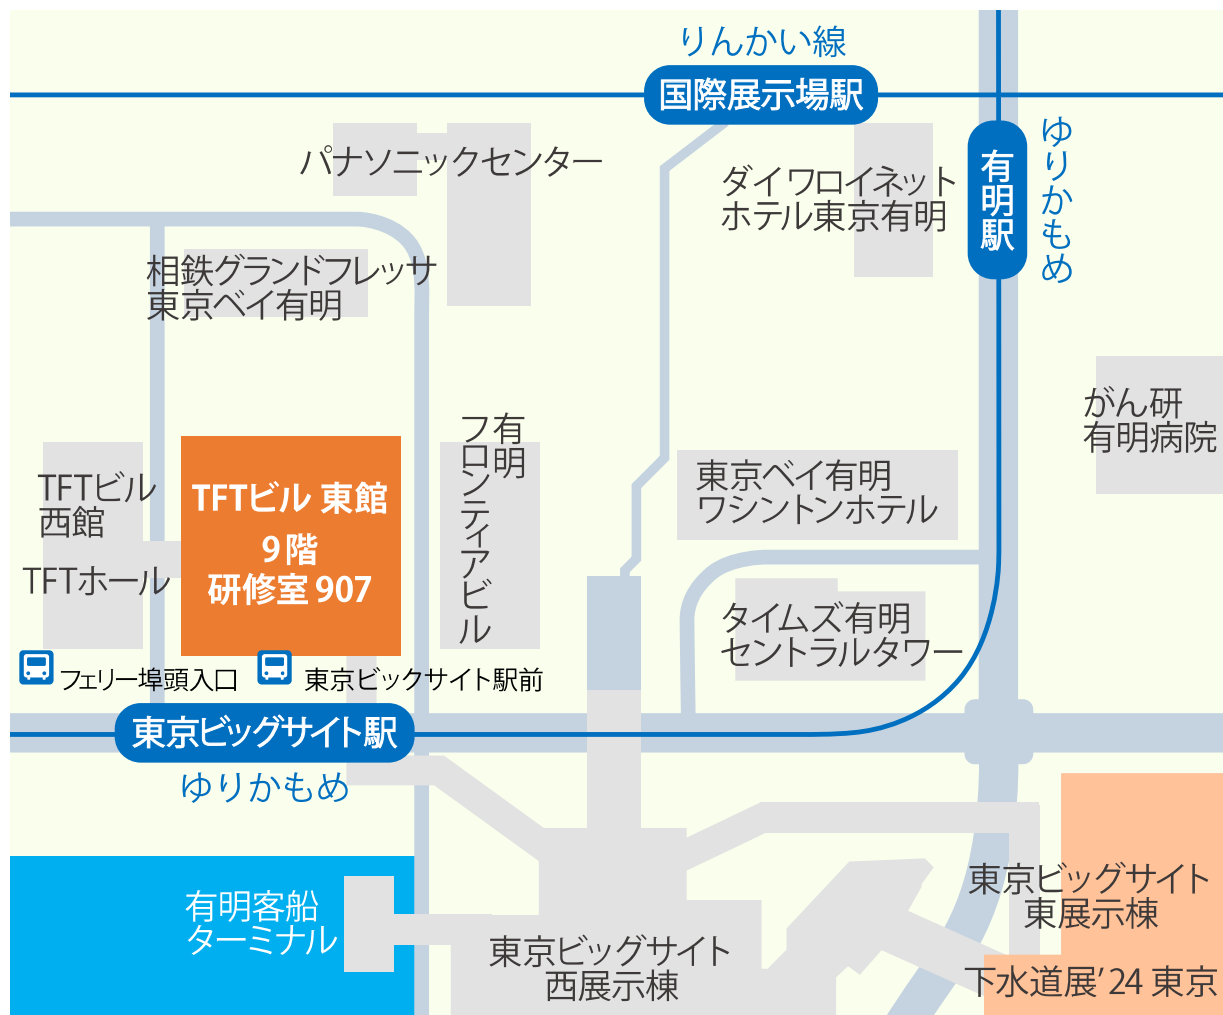 りんかい線
国際展示場駅
ゆりかもめ
有明駅
パナソニックセンター
ダイワロイネット
ホテル東京有明
相鉄グランドフレッサ
東京ベイ有明
がん研
有明病院
有明
フロンティアビル
東京ベイ有明
ワシントンホテル
TFTビル
西館
TFTホール
TFTビル 東館
9階
研修室 907
タイムズ有明
セントラルタワー
フェリー埠頭入口
東京ビックサイト駅前
東京ビッグサイト駅
ゆりかもめ
有明客船
ターミナル
東京ビッグサイト
西展示棟
東京ビッグサイト
東展示棟
下水道展’24 東京